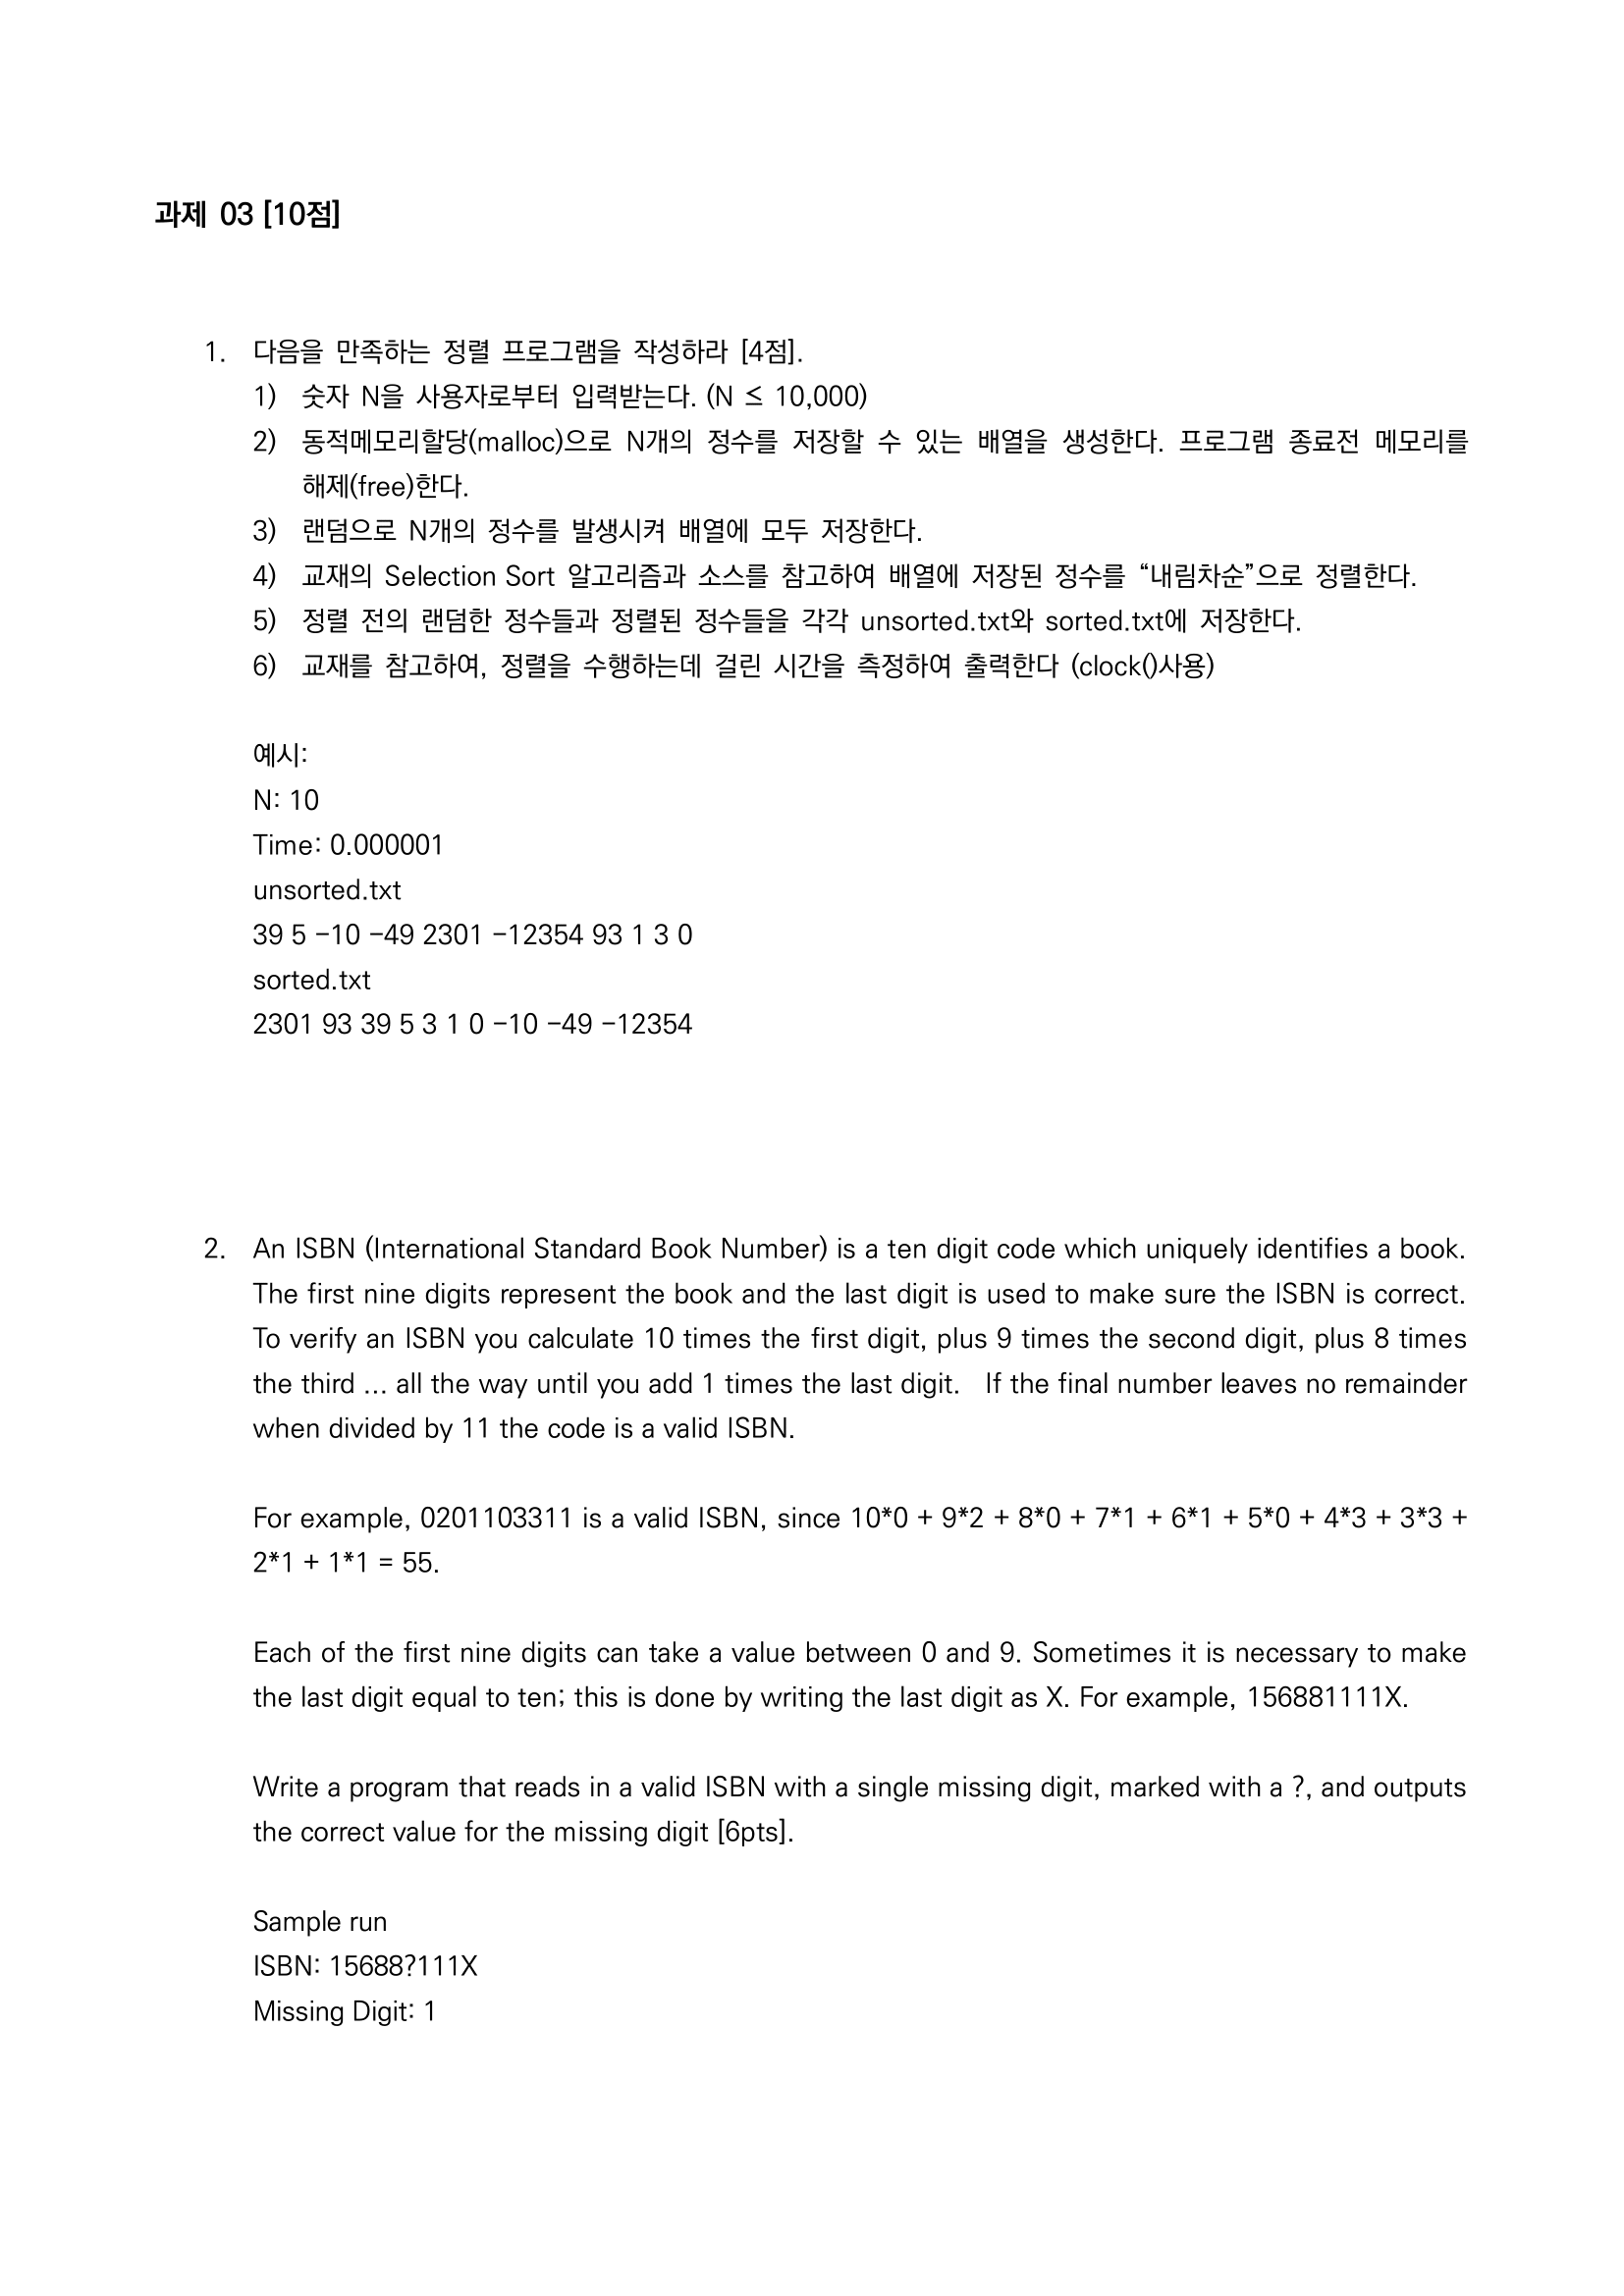 과제 03 [10점]
1. 다음을 만족하는 정렬 프로그램을 작성하라 [4점].
1) 숫자 N을 사용자로부터 입력받는다. (N ≤ 10,000)
2) 동적메모리할당(malloc)으로 N개의 정수를 저장할 수 있는 배열을 생성한다. 프로그램 종료전 메모리를
해제(free)한다.
3) 랜덤으로 N개의 정수를 발생시켜 배열에 모두 저장한다.
4) 교재의 Selection Sort 알고리즘과 소스를 참고하여 배열에 저장된 정수를 “내림차순”으로 정렬한다.
5) 정렬 전의 랜덤한 정수들과 정렬된 정수들을 각각 unsorted.txt와 sorted.txt에 저장한다.
6) 교재를 참고하여, 정렬을 수행하는데 걸린 시간을 측정하여 출력한다 (clock()사용)
예시:
N: 10
Time: 0.000001
unsorted.txt
39 5 -10 -49 2301 -12354 93 1 3 0
sorted.txt
2301 93 39 5 3 1 0 -10 -49 -12354
2. An ISBN (International Standard Book Number) is a ten digit code which uniquely identifies a book.
The first nine digits represent the book and the last digit is used to make sure the ISBN is correct.
To verify an ISBN you calculate 10 times the first digit, plus 9 times the second digit, plus 8 times
the third ... all the way until you add 1 times the last digit. If the final number leaves no remainder
when divided by 11 the code is a valid ISBN.
For example, 0201103311 is a valid ISBN, since 10*0 + 9*2 + 8*0 + 7*1 + 6*1 + 5*0 + 4*3 + 3*3 +
2*1 + 1*1 = 55.
Each of the first nine digits can take a value between 0 and 9. Sometimes it is necessary to make
the last digit equal to ten; this is done by writing the last digit as X. For example, 156881111X.
Write a program that reads in a valid ISBN with a single missing digit, marked with a ?, and outputs
the correct value for the missing digit [6pts].
Sample run
ISBN: 15688?111X
Missing Digit: 1